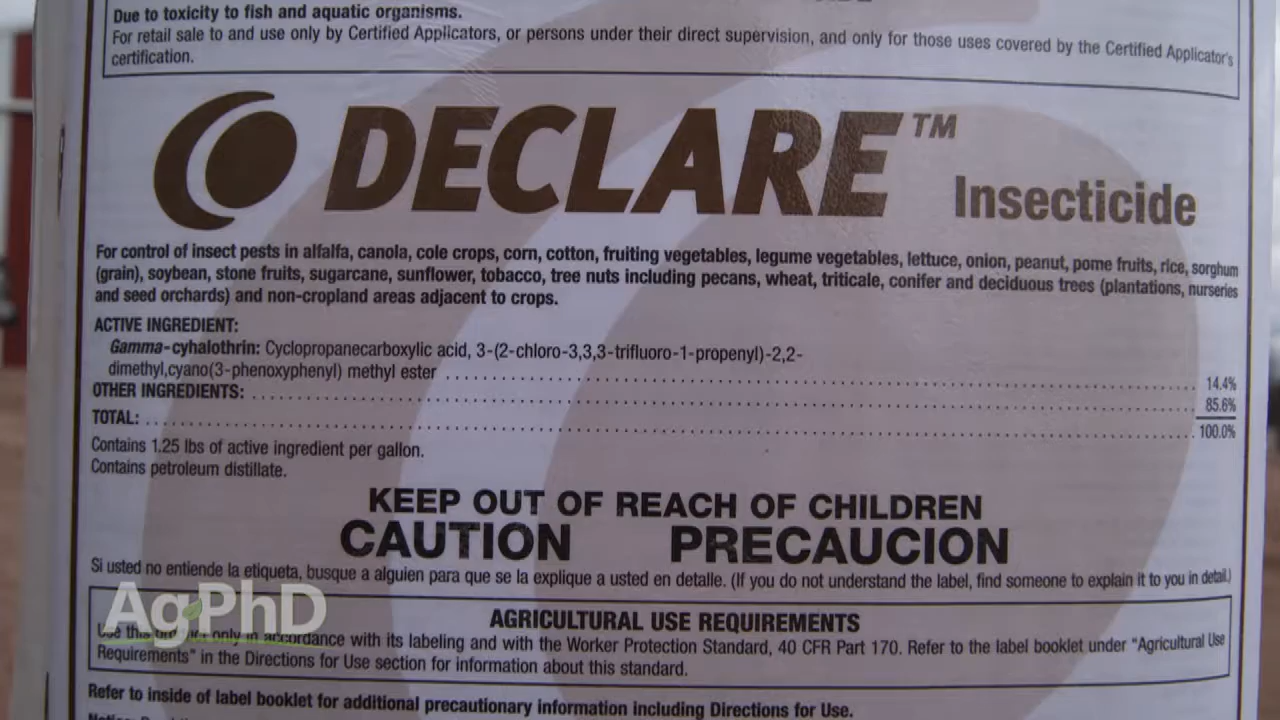 Due to toxicity to fish and aquatic organisms.
For retail sale to and use only by Certified Applicators, or persons under their direct supervision, and only for those uses covered by the Certified Applicator's
certification.
DECLARE™ Insecticide
For control of insect pests in alfalfa, canola, cole crops, corn, cotton, fruiting vegetables, legume vegetables, lettuce, onion, peanut, pome fruits, rice, sorghum
(grain), soybean, stone fruits, sugarcane, sunflower, tobacco, tree nuts including pecans, wheat, triticale, conifer and deciduous trees (plantations, nurseries
and seed orchards) and non-cropland areas adjacent to crops.
ACTIVE INGREDIENT:
Gamma-cyhalothrin: Cyclopropanecarboxylic acid, 3-(2-chloro-3,3,3-trifluoro-1-propenyl)-2,2-
dimethyl,cyano(3-phenoxyphenyl) methyl ester 14.4%
OTHER INGREDIENTS: 85.6%
TOTAL: 100.0%
Contains 1.25 lbs of active ingredient per gallon.
Contains petroleum distillate.
KEEP OUT OF REACH OF CHILDREN
CAUTION PRECAUCION
Si usted no entiende la etiqueta, busque a alguien para que se la explique a usted en detalle. (If you do not understand the label, find someone to explain it to you in detail.)
AgPhD
AGRICULTURAL USE REQUIREMENTS
Use this only in accordance with its labeling and with the Worker Protection Standard, 40 CFR Part 170. Refer to the label booklet under "Agricultural Use
Requirements" in the Directions for Use section for information about this standard.
Refer to inside of label booklet for additional precautionary information including Directions for Use.